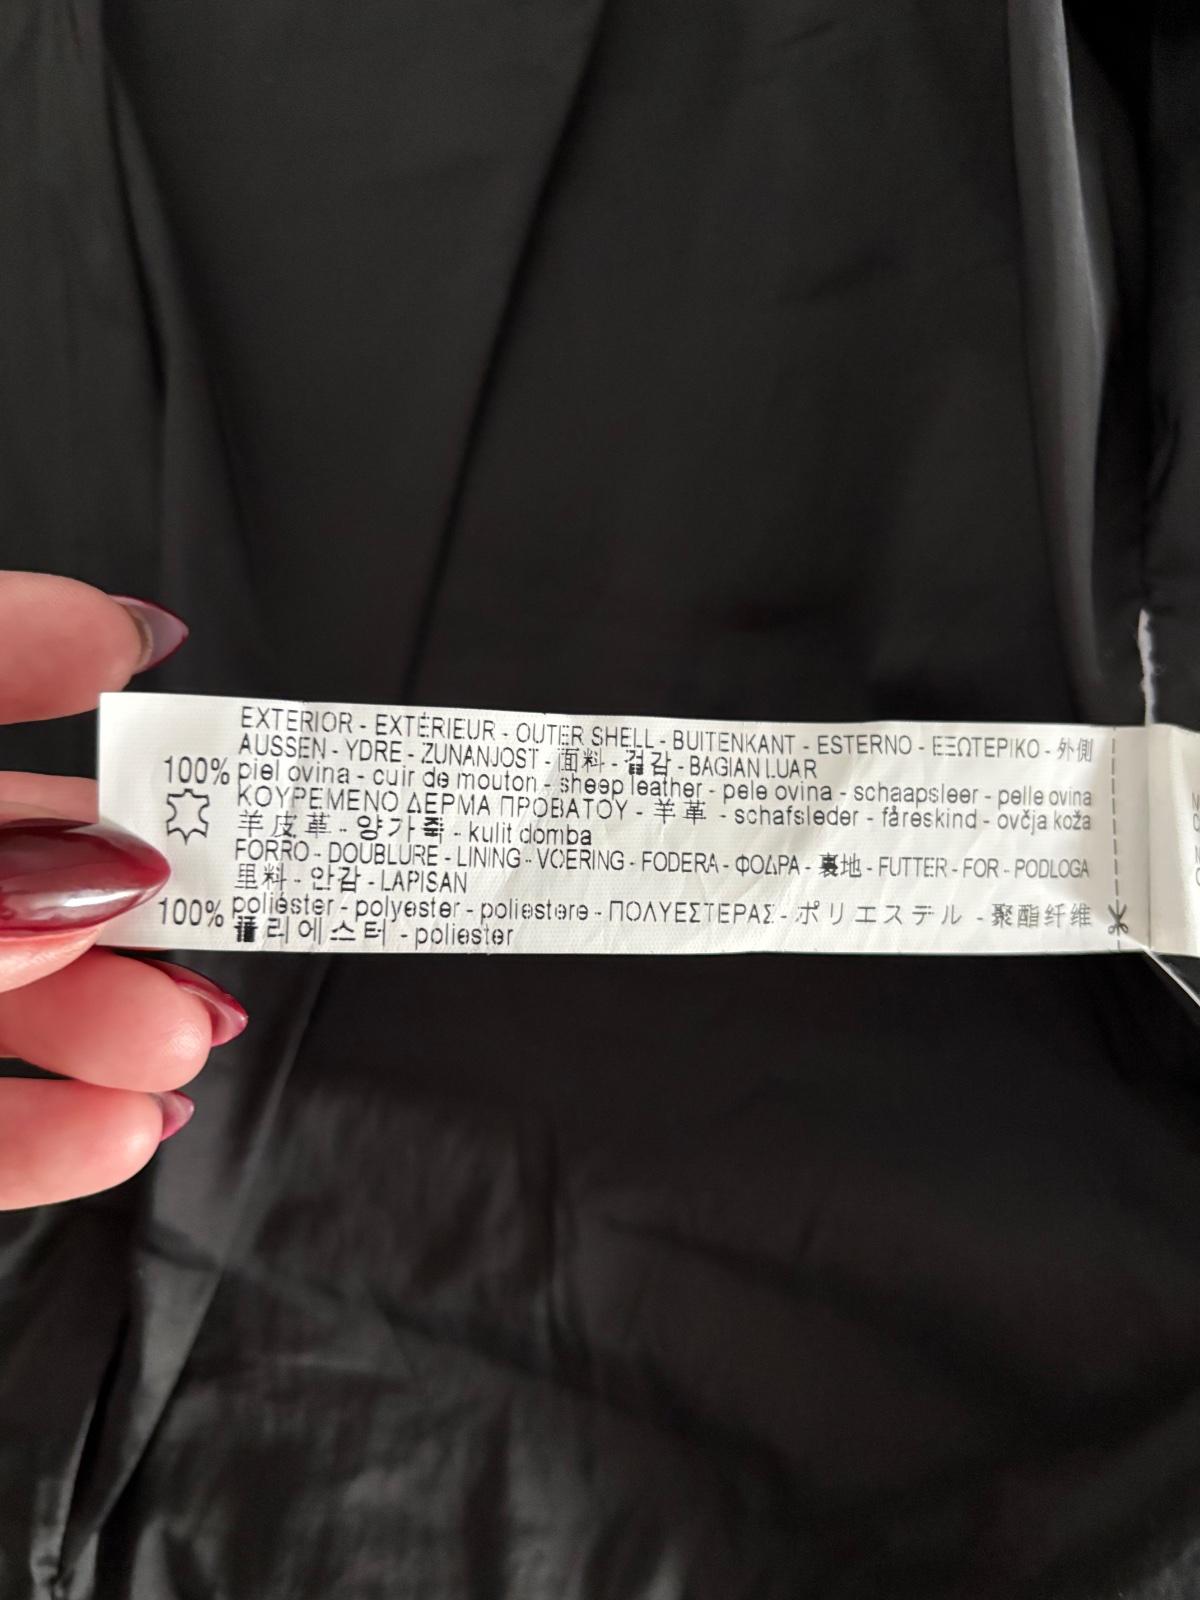 EXTERIOR - EXTÉRIEUR - OUTER SHELL - BUITENKANT - ESTERNO - ΕΞΩΤΕΡΙΚΟ - 外側
AUSSEN - YDRE - ZUNANJOST - 面料 - 겉감 - BAGIAN LUAR
100% piel ovina - cuir de mouton - sheep leather - pele ovina - schaapsleer - pelle ovina
ΚΟΥΡΕΜΕΝΟ ΔΕΡΜΑ ΠΡΟΒΑΤΟΥ - 羊革 - schafsleder - fåreskind - ovčja koža
羊皮革 - 양가죽 - kulit domba
FORRO - DOUBLURE - LINING - VOERING - FODERA - ΦΟΔΡΑ - 裏地 - FUTTER - FOR - PODLOGA
里料 - 안감 - LAPISAN
100% poliéster - polyester - poliestere - ΠΟΛΥΕΣΤΕΡΑΣ - ポリエステル - 聚酯纤维
폴리에스터 - poliester